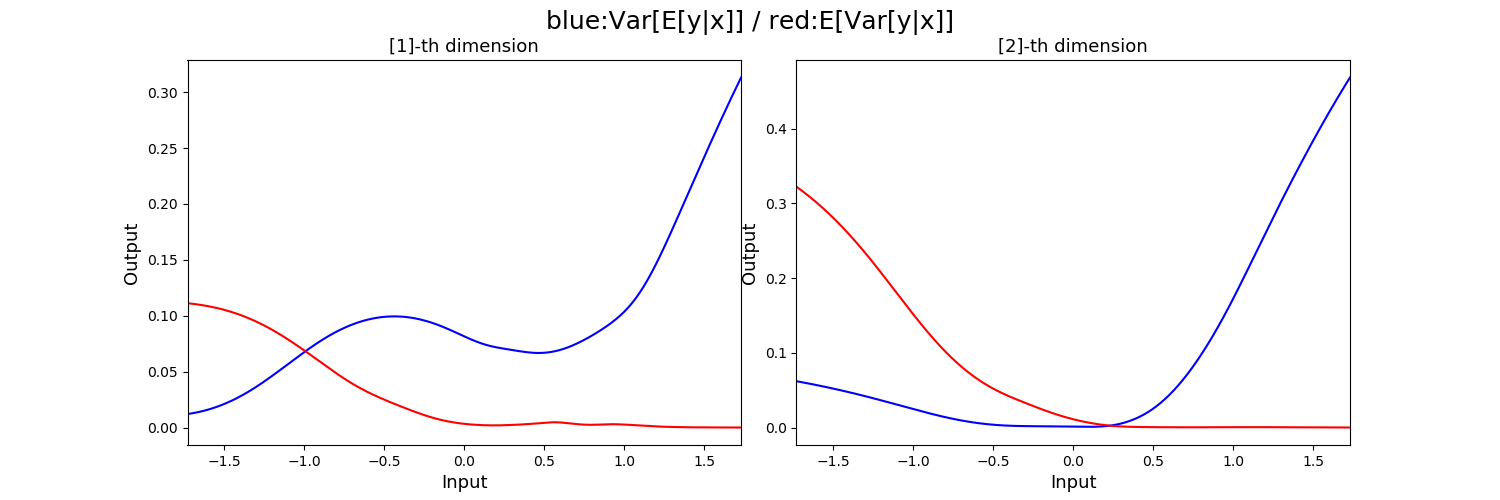 blue:Var[E[y|x]] / red:E[Var[y|x]]
[1]-th dimension
0.30
0.25
0.20
0.15
0.10
0.05
0.00
Output
−1.5 −1.0 −0.5 0.0 0.5 1.0 1.5
Input
[2]-th dimension
0.4
0.3
0.2
0.1
0.0
Output
−1.5 −1.0 −0.5 0.0 0.5 1.0 1.5
Input